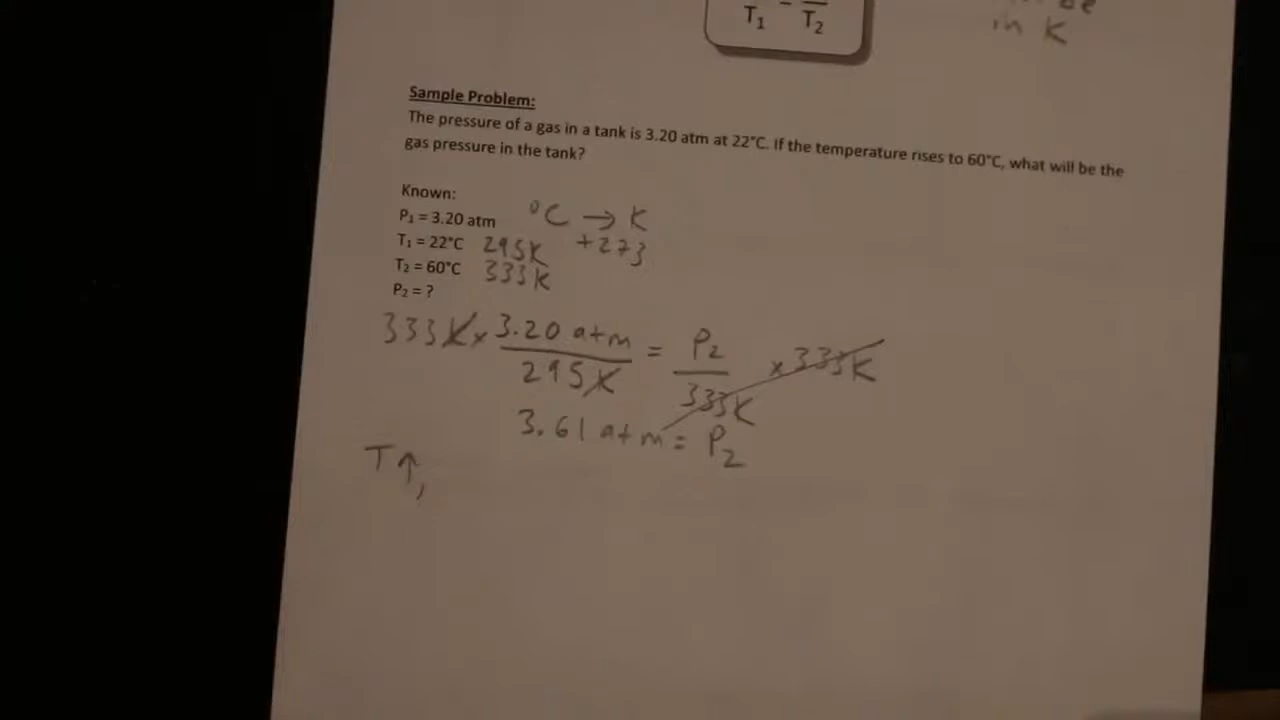 T₁ = T₂
in K
Sample Problem:
The pressure of a gas in a tank is 3.20 atm at 22°C. If the temperature rises to 60°C, what will be the
gas pressure in the tank?
Known:
P₁ = 3.20 atm °C → K
T₁ = 22°C 295K +273
T₂ = 60°C 333K
P₂ = ?
333K x 3.20 atm / 295K = P₂ / 333K x 333K
3.61 atm = P₂
T↑,